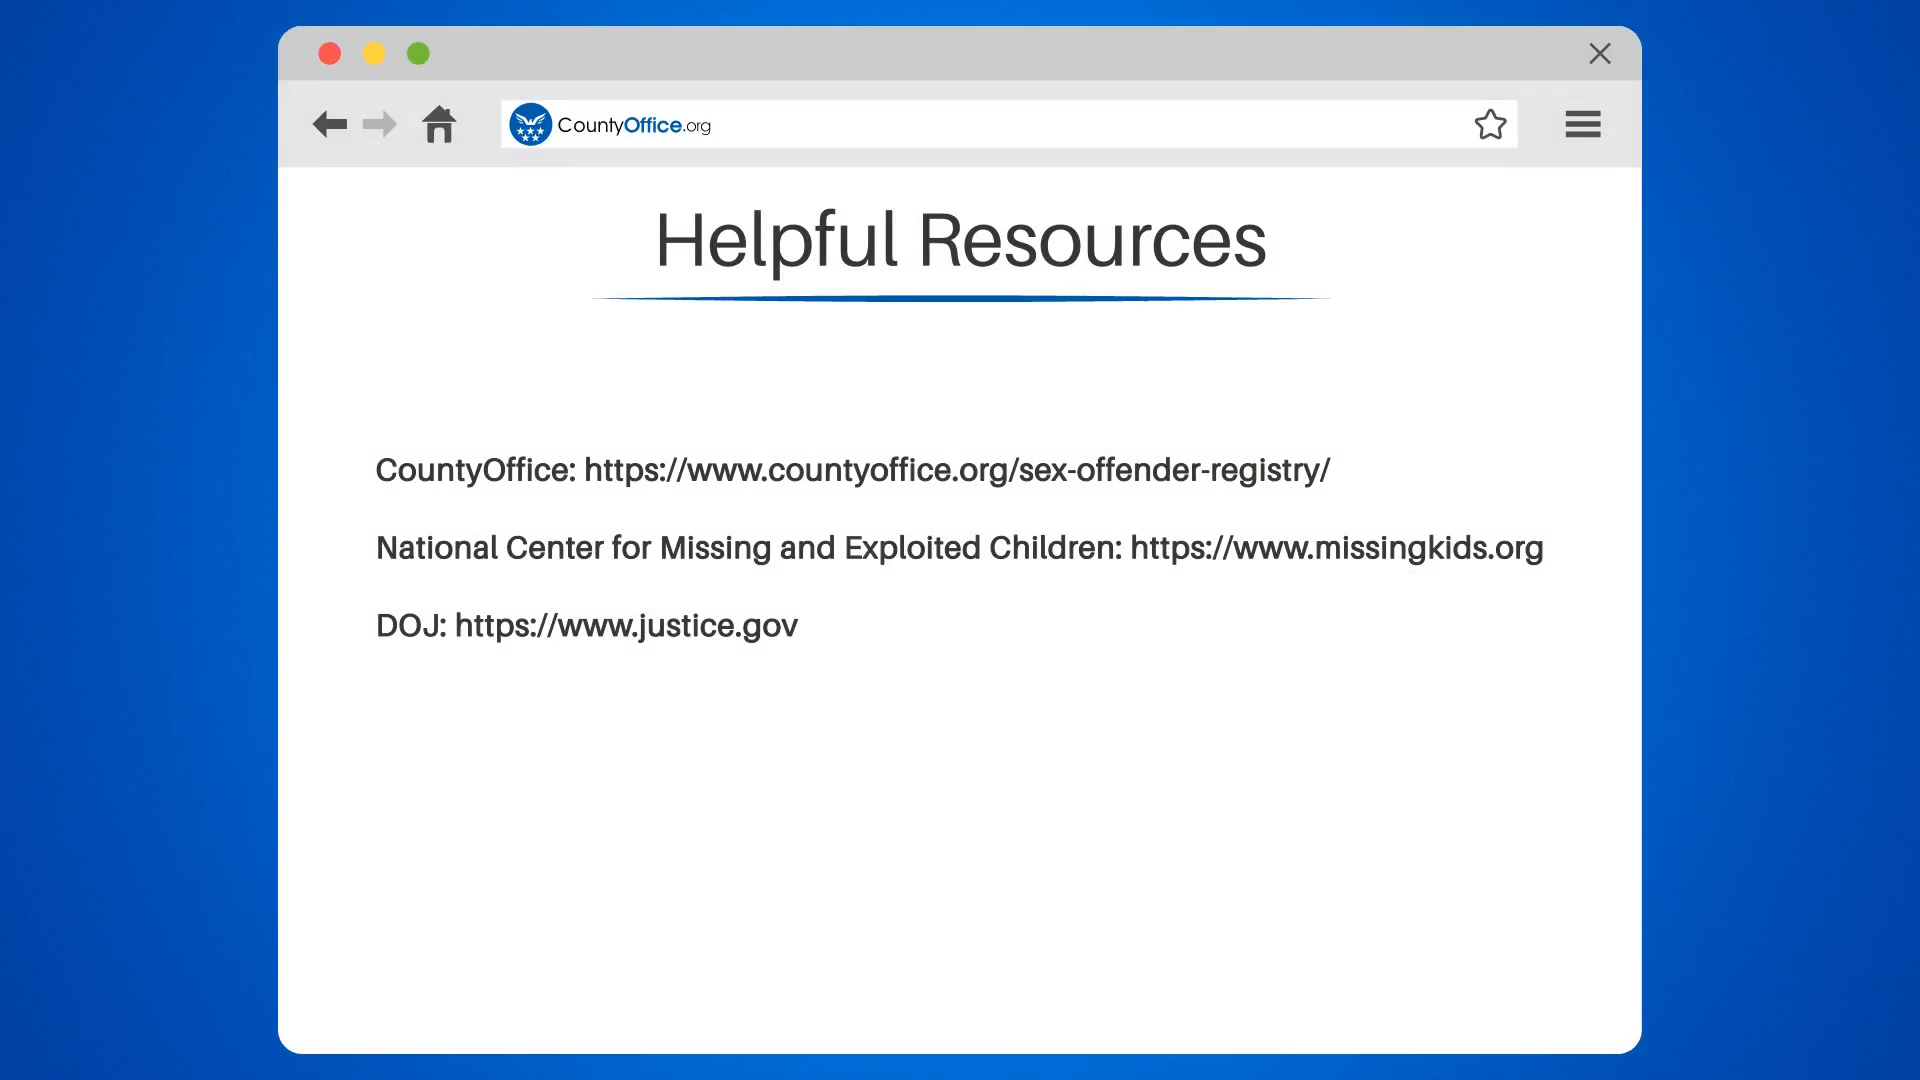 CountyOffice.org
Helpful Resources
CountyOffice: https://www.countyoffice.org/sex-offender-registry/
National Center for Missing and Exploited Children: https://www.missingkids.org
DOJ: https://www.justice.gov